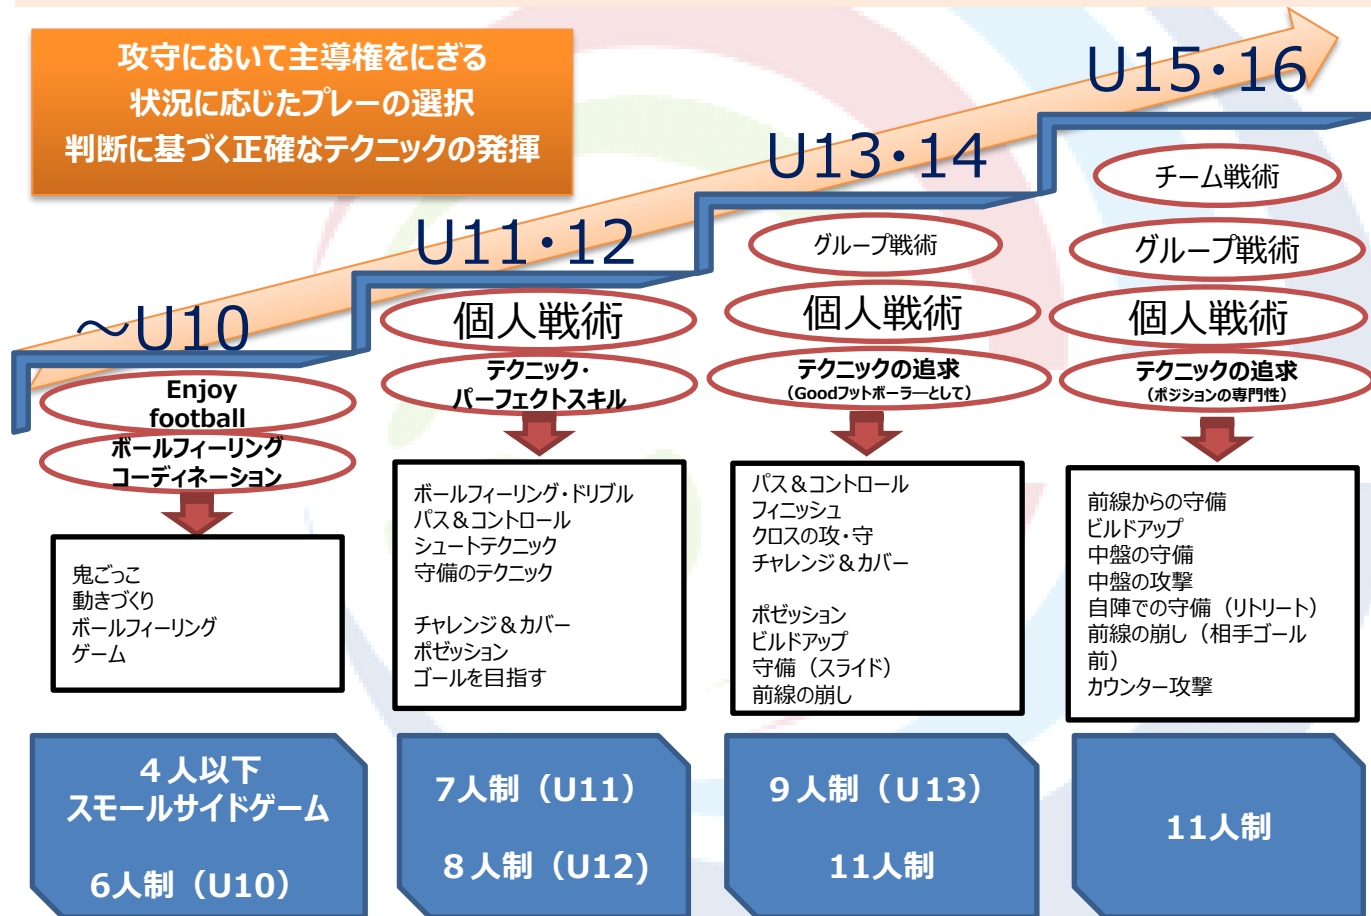 攻守において主導権をにぎる
状況に応じたプレーの選択
判断に基づく正確なテクニックの発揮
～U10
Enjoy
football
ボールフィーリング
コーディネーション
鬼ごっこ
動きづくり
ボールフィーリング
ゲーム
４人以下
スモールサイドゲーム
6人制（U10）
U11・12
個人戦術
テクニック・
パーフェクトスキル
ボールフィーリング・ドリブル
パス＆コントロール
シュートテクニック
守備のテクニック
チャレンジ＆カバー
ポゼッション
ゴールを目指す
7人制（U11）
８人制（U12)
U13・14
グループ戦術
個人戦術
テクニックの追求
（Goodフットボーラーとして）
パス＆コントロール
フィニッシュ
クロスの攻・守
チャレンジ＆カバー
ポゼッション
ビルドアップ
守備（スライド）
前線の崩し
９人制（Ｕ13）
11人制
U15・16
チーム戦術
グループ戦術
個人戦術
テクニックの追求
（ポジションの専門性）
前線からの守備
ビルドアップ
中盤の守備
中盤の攻撃
自陣での守備（リトリート）
前線の崩し（相手ゴール
前）
カウンター攻撃
11人制